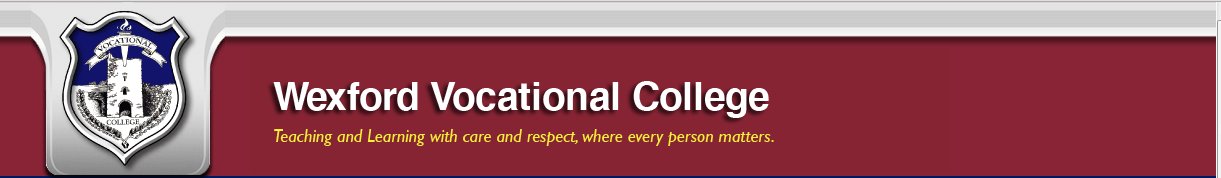 VOCATIONAL
COLLEGE
Wexford Vocational College
Teaching and Learning with care and respect, where every person matters.